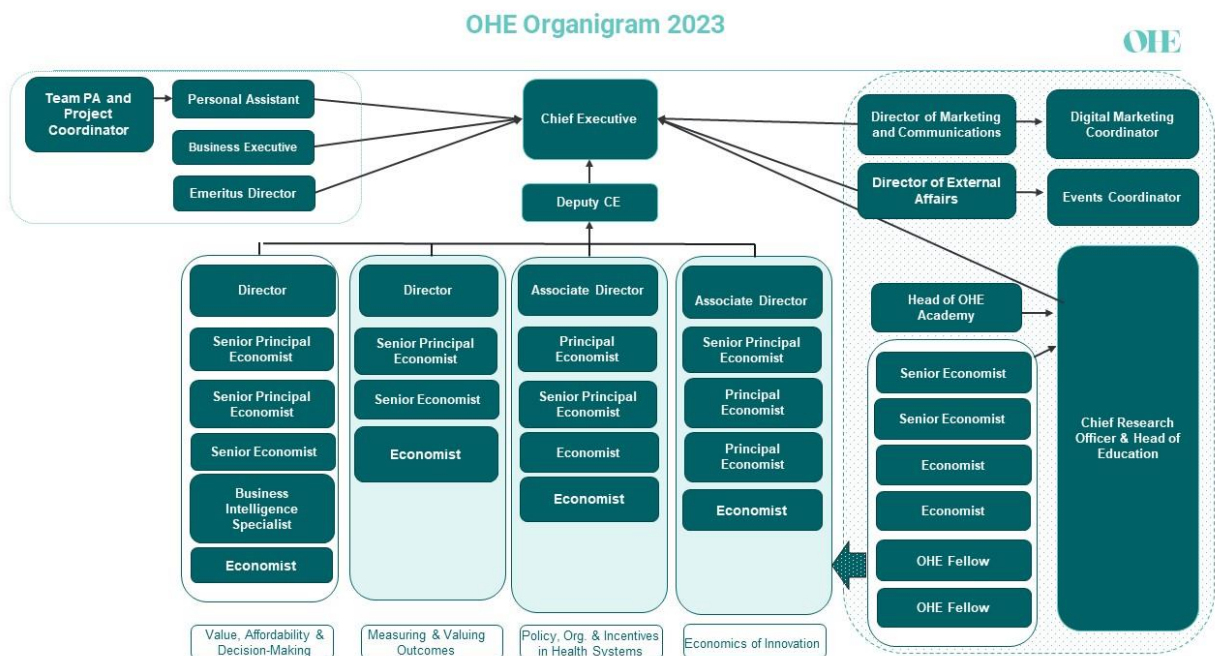 OHE Organigram 2023
OHE
Team PA and
Project
Coordinator
Personal Assistant
Business Executive
Emeritus Director
Chief Executive
Deputy CE
Director of Marketing
and Communications
Digital Marketing
Coordinator
Director of External
Affairs
Events Coordinator
Director
Senior Principal
Economist
Senior Principal
Economist
Senior Economist
Business
Intelligence
Specialist
Economist
Value, Affordability &
Decision-Making
Director
Senior Principal
Economist
Senior Economist
Economist
Measuring & Valuing
Outcomes
Associate Director
Principal
Economist
Senior Principal
Economist
Economist
Economist
Policy, Org. & Incentives
in Health Systems
Associate Director
Senior Principal
Economist
Principal
Economist
Principal
Economist
Economist
Economics of Innovation
Head of OHE
Academy
Senior Economist
Senior Economist
Economist
Economist
OHE Fellow
OHE Fellow
Chief Research
Officer & Head of
Education